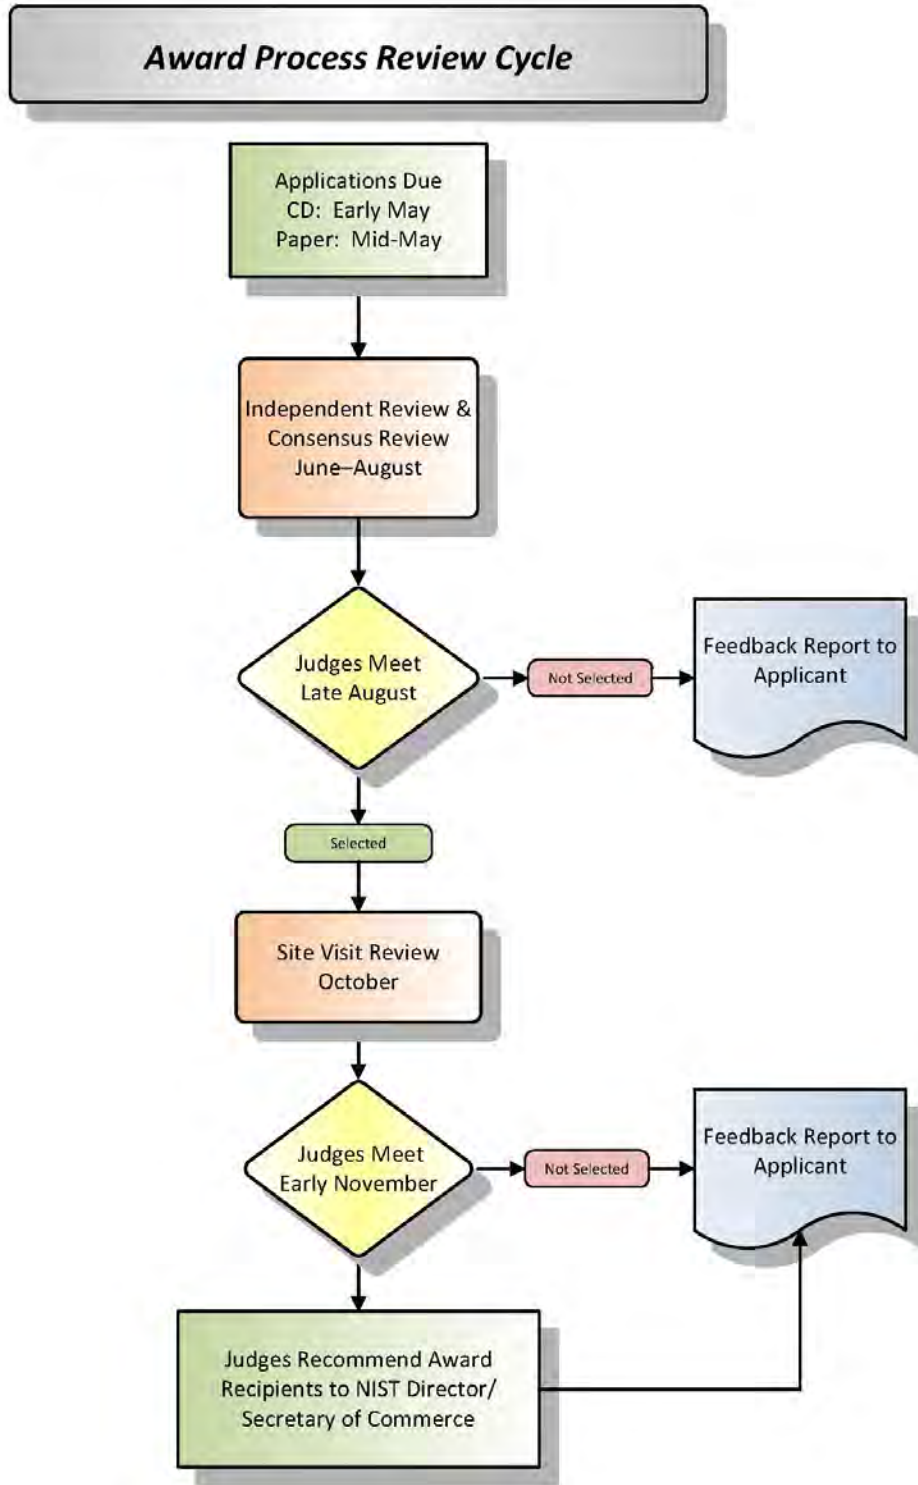 Award Process Review Cycle
Applications Due
CD: Early May
Paper: Mid-May
Independent Review &
Consensus Review
June–August
Judges Meet
Late August
Not Selected
Feedback Report to
Applicant
Selected
Site Visit Review
October
Judges Meet
Early November
Not Selected
Feedback Report to
Applicant
Judges Recommend Award
Recipients to NIST Director/
Secretary of Commerce